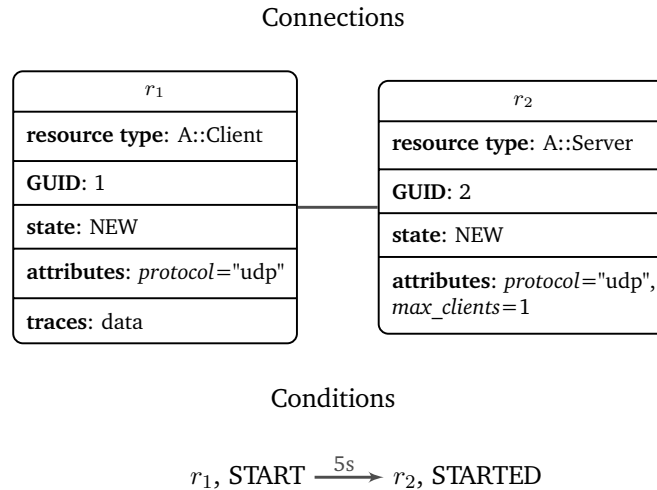 Connections
r₁
resource type: A::Client
GUID: 1
state: NEW
attributes: protocol="udp"
traces: data
r₂
resource type: A::Server
GUID: 2
state: NEW
attributes: protocol="udp",
max_clients=1
Conditions
r₁, START 5s r₂, STARTED